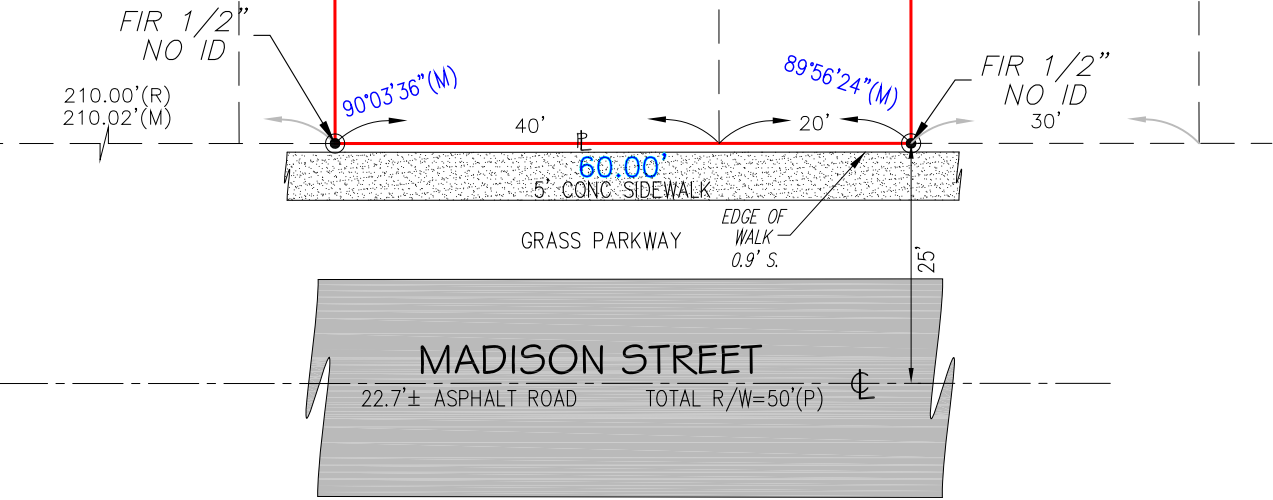 FIR 1/2”
NO ID
210.00’(R)
210.02’(M)
90°03’36”(M)
89°56’24”(M)
FIR 1/2”
NO ID
40’
20’
30’
PL
60.00’
5’ CONC SIDEWALK
GRASS PARKWAY
EDGE OF
WALK
0.9’ S.
25’
MADISON STREET
22.7’± ASPHALT ROAD
TOTAL R/W=50’(P)
CL